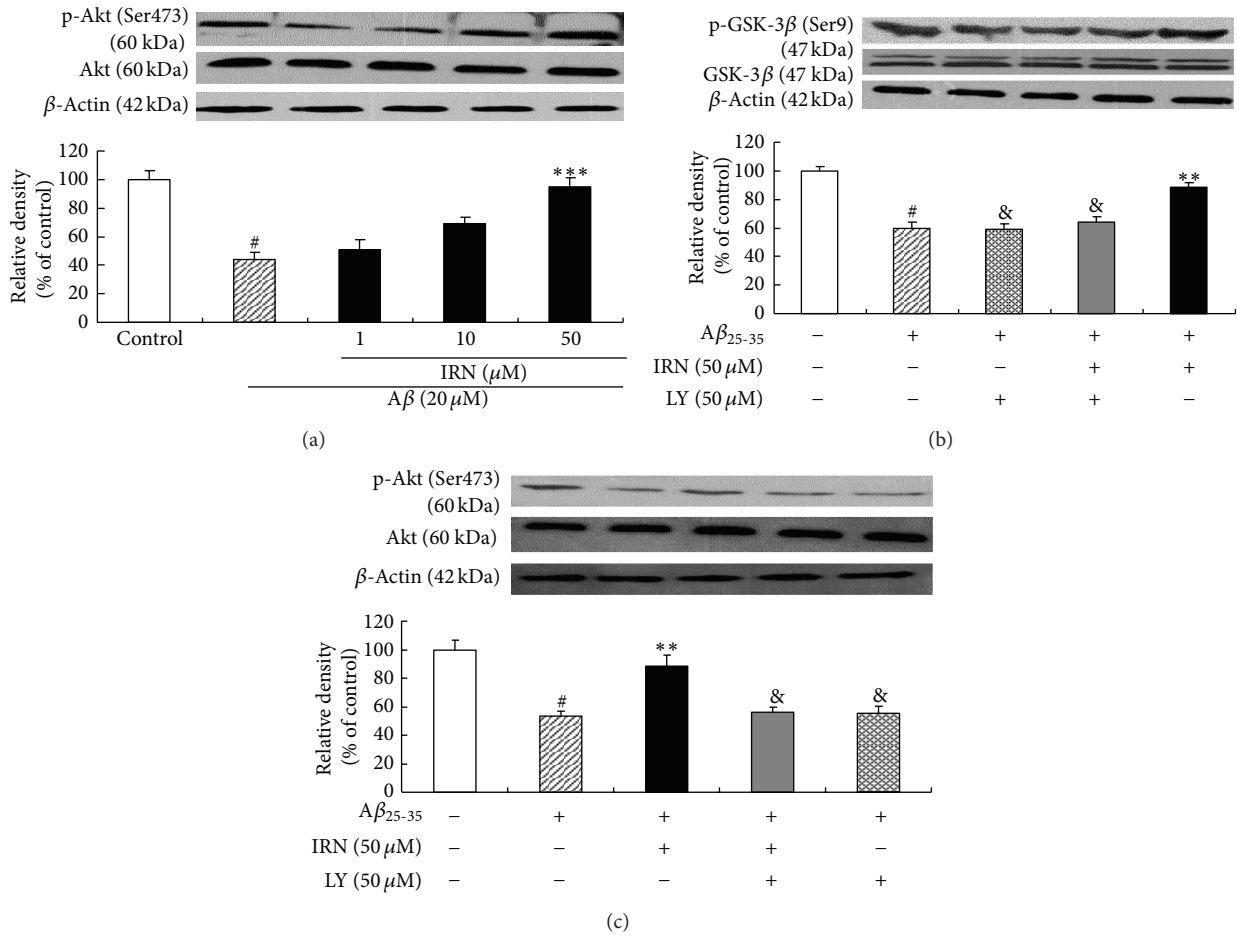 p-Akt (Ser473)
(60 kDa)
Akt (60 kDa)
β-Actin (42 kDa)
Relative density
(% of control)
120
100
80
60
40
20
0
#
***
Control
1
10
50
IRN (μM)
Aβ (20 μM)
(a)
p-GSK-3β (Ser9)
(47 kDa)
GSK-3β (47 kDa)
β-Actin (42 kDa)
Relative density
(% of control)
120
100
80
60
40
20
0
#
&
&
**
Aβ25-35 − + + + +
IRN (50 μM) − − − + +
LY (50 μM) − − + + −
(b)
p-Akt (Ser473)
(60 kDa)
Akt (60 kDa)
β-Actin (42 kDa)
Relative density
(% of control)
120
100
80
60
40
20
0
#
**
&
&
Aβ25-35 − + + + +
IRN (50 μM) − − + + −
LY (50 μM) − − − + +
(c)